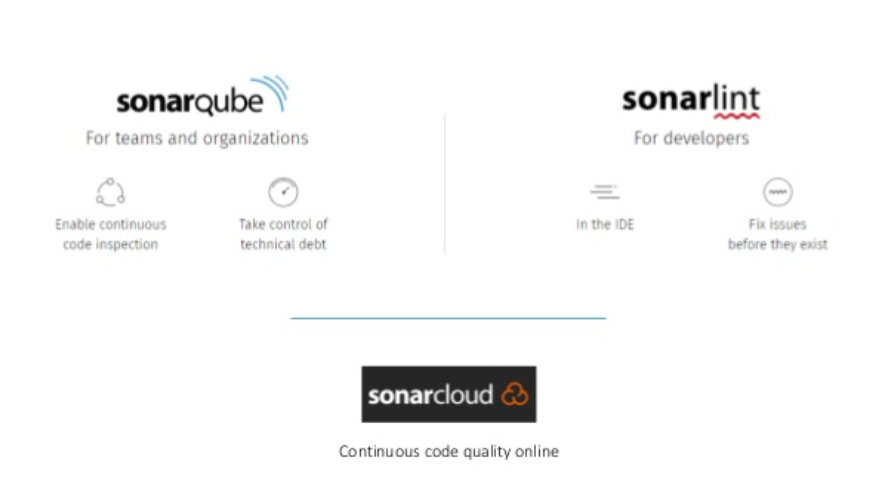 sonarqube
For teams and organizations
Enable continuous
code inspection
Take control of
technical debt
sonarlint
For developers
In the IDE
Fix issues
before they exist
sonarcloud
Continuous code quality online